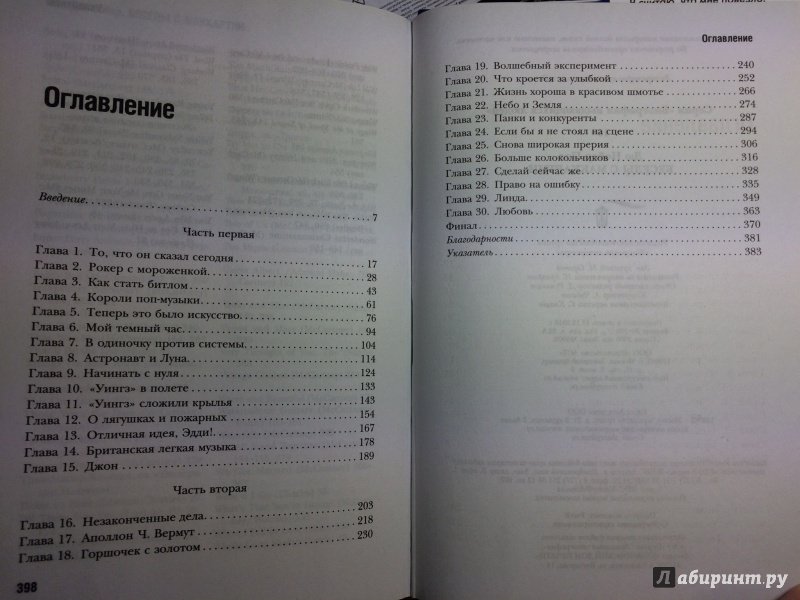 Оглавление
Введение. 7
Часть первая
Глава 1. То, что он сказал сегодня 17
Глава 2. Рокер с мороженкой. 28
Глава 3. Как стать битлом 43
Глава 4. Короли поп-музыки. 61
Глава 5. Теперь это было искусство. 76
Глава 6. Мой темный час. 94
Глава 7. В одиночку против системы. 104
Глава 8. Астронавт и Луна. 114
Глава 9. Начинать с нуля 124
Глава 10. «Уингз» в полете 133
Глава 11. «Уингз» сложили крылья 143
Глава 12. О лягушках и пожарных 154
Глава 13. Отличная идея, Эдди!. 167
Глава 14. Британская легкая музыка 178
Глава 15. Джон 189
Часть вторая
Глава 16. Незаконченные дела. 203
Глава 17. Аполлон Ч. Вермут 218
Глава 18. Горшочек с золотом 230
398
Оглавление
Глава 19. Волшебный эксперимент 240
Глава 20. Что кроется за улыбкой 252
Глава 21. Жизнь хороша в красивом шмотье 266
Глава 22. Небо и Земля 274
Глава 23. Панки и конкуренты 287
Глава 24. Если бы я не стоял на сцене 294
Глава 25. Снова широкая прерия 306
Глава 26. Больше колокольчиков 316
Глава 27. Сделай сейчас же. 328
Глава 28. Право на ошибку 335
Глава 29. Линда. 349
Глава 30. Любовь 363
Финал. 370
Благодарности 381
Указатель 383
Лабиринт.ру